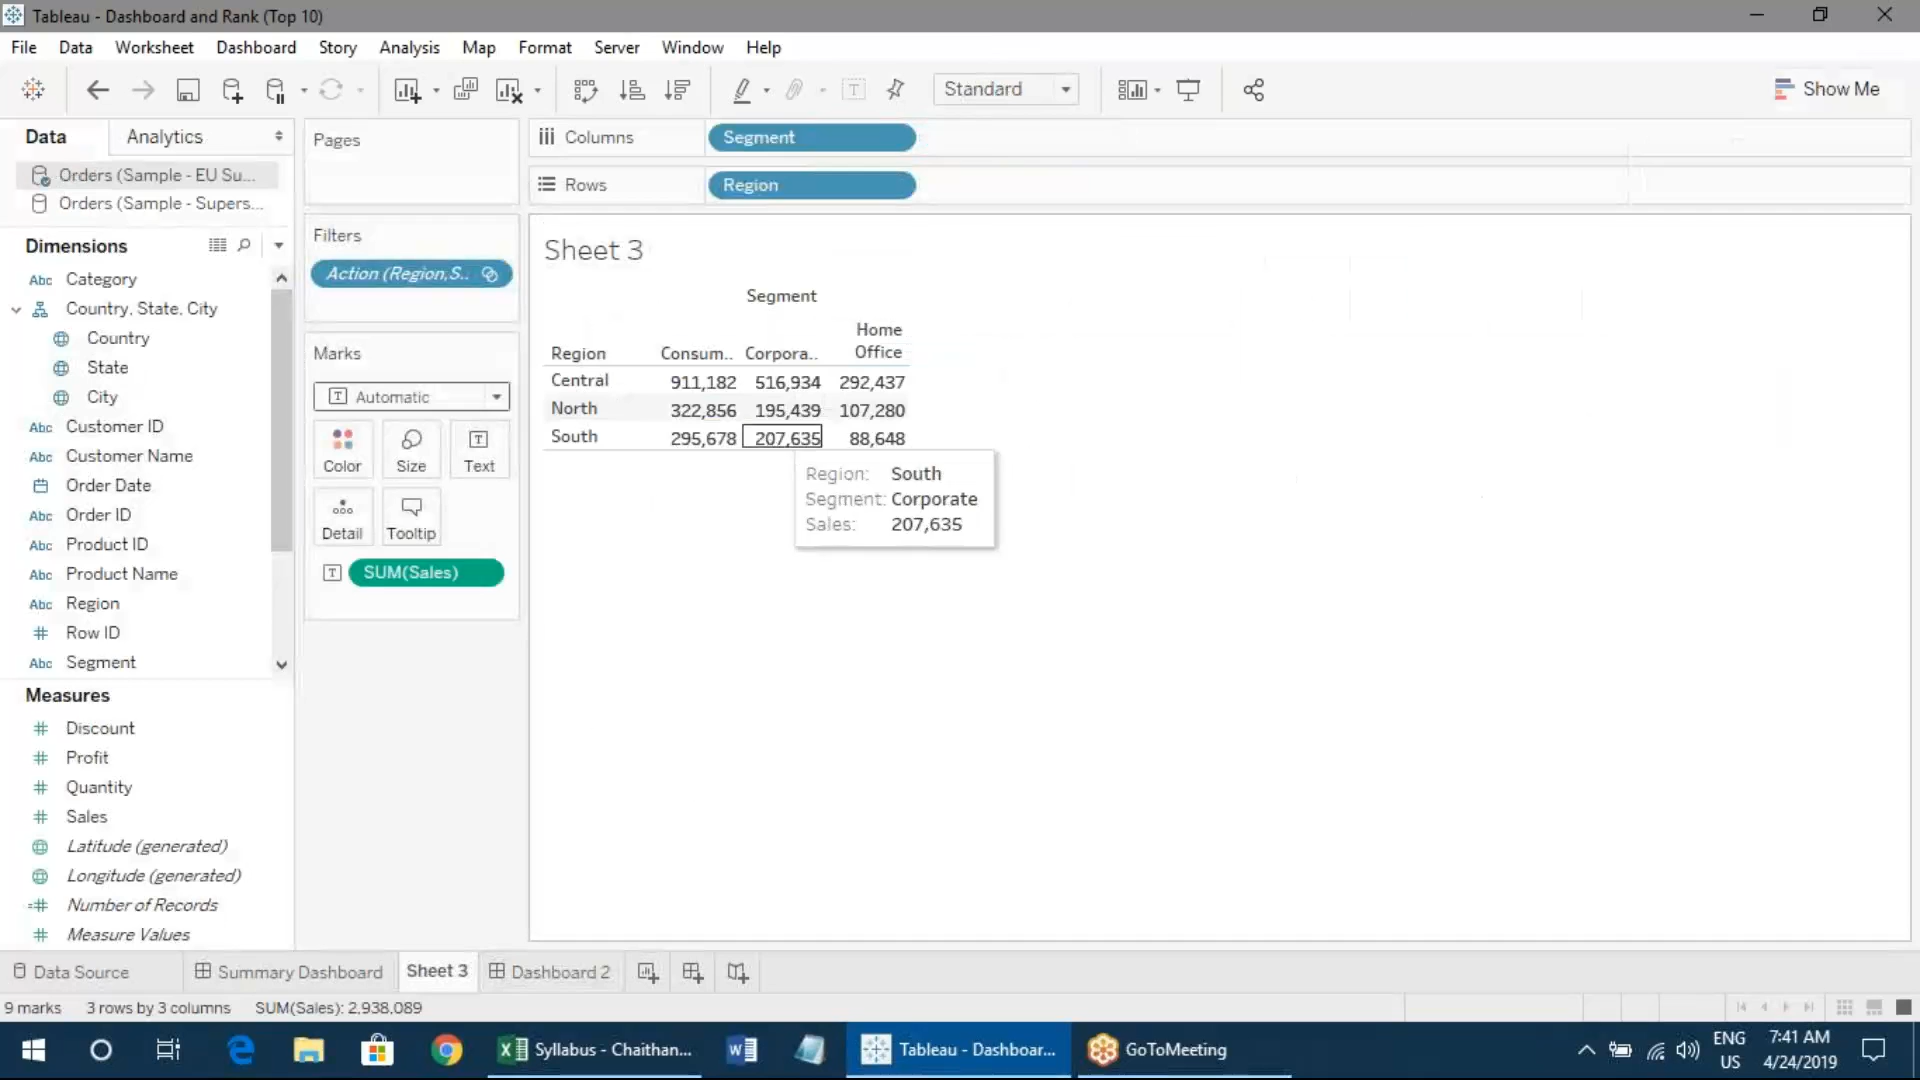 Tableau - Dashboard and Rank (Top 10)
File Data Worksheet Dashboard Story Analysis Map Format Server Window Help
Standard
Show Me
Data Analytics
Orders (Sample - EU Su...
Orders (Sample - Supers...
Dimensions
Abc Category
Country, State, City
Country
State
City
Abc Customer ID
Abc Customer Name
Order Date
Abc Order ID
Abc Product ID
Abc Product Name
Abc Region
# Row ID
Abc Segment
Measures
# Discount
# Profit
# Quantity
# Sales
Latitude (generated)
Longitude (generated)
=# Number of Records
# Measure Values
Pages
Filters
Action (Region,S..
Marks
T Automatic
Color Size Text
Detail Tooltip
T SUM(Sales)
Columns Segment
Rows Region
Sheet 3
Segment
Region Consum.. Corpora.. Home Office
Central 911,182 516,934 292,437
North 322,856 195,439 107,280
South 295,678 207,635 88,648
Region: South
Segment: Corporate
Sales: 207,635
Data Source Summary Dashboard Sheet 3 Dashboard 2
9 marks 3 rows by 3 columns SUM(Sales): 2,938,089
Syllabus - Chaithan... Tableau - Dashboar... GoToMeeting
ENG
US
7:41 AM
4/24/2019